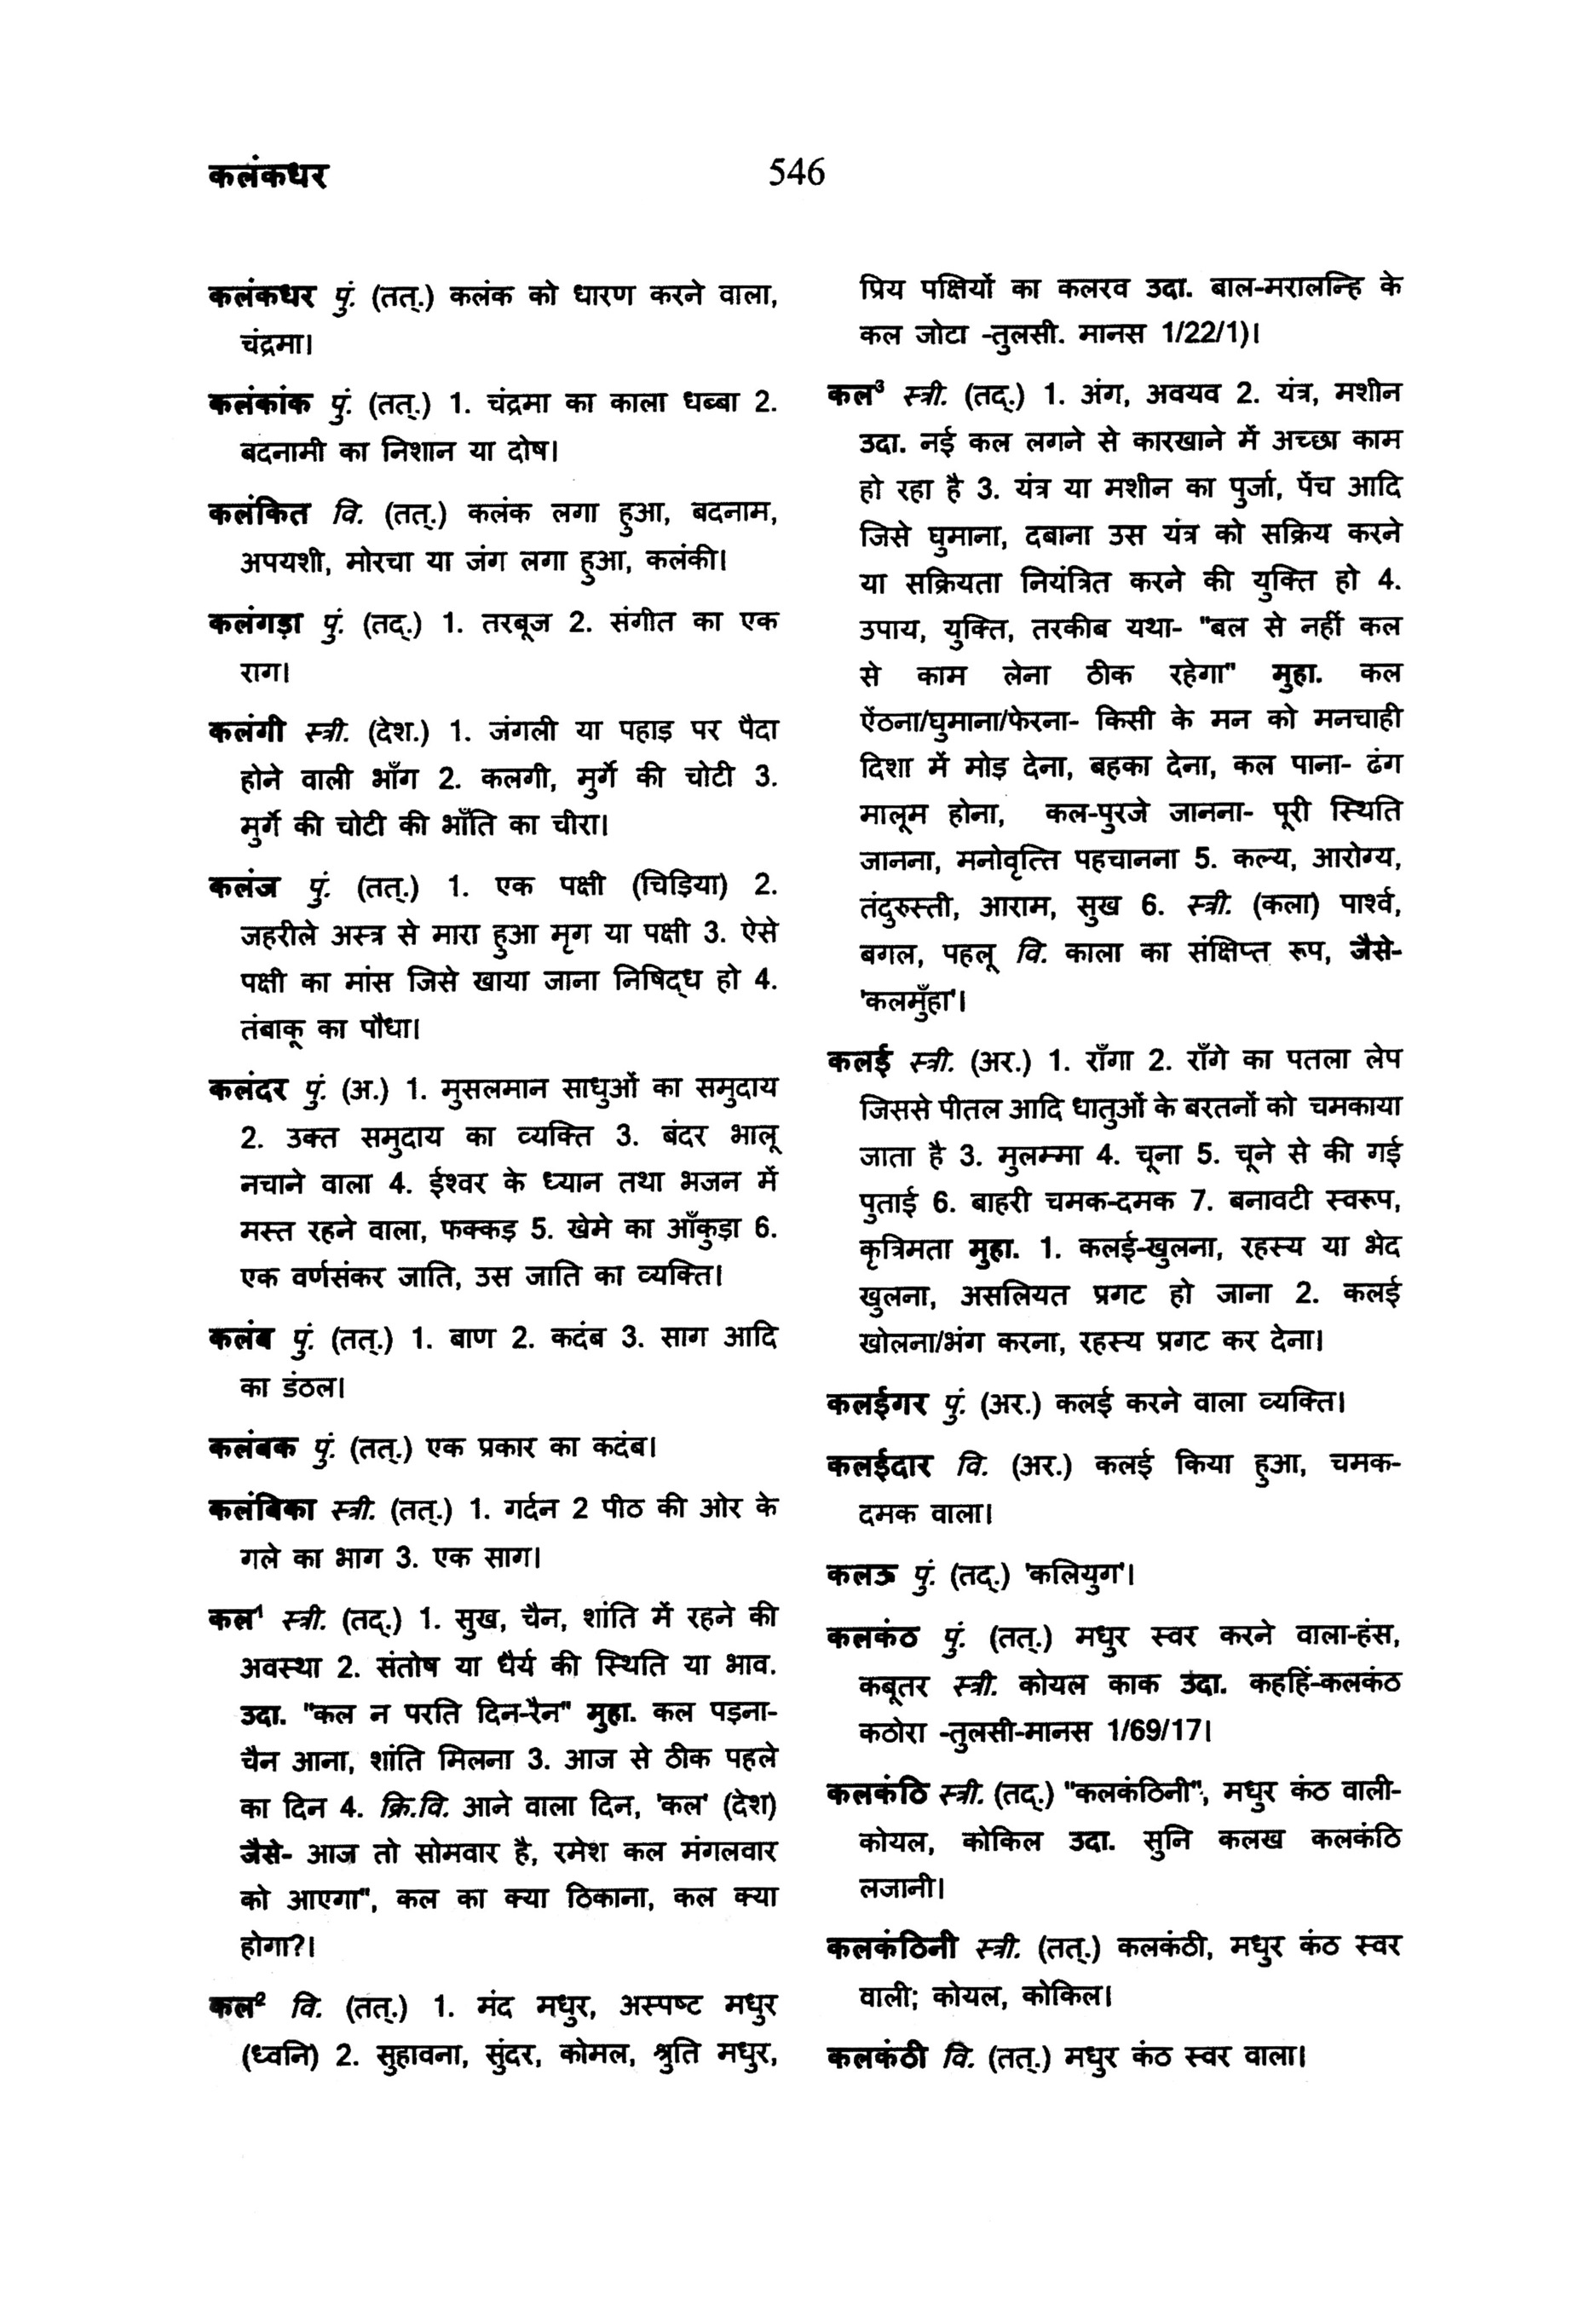 कलंकधर
546
कलंकधर पुं. (तत्.) कलंक को धारण करने वाला,
चंद्रमा।
कलंकांक पुं. (तत्.) 1. चंद्रमा का काला धब्बा 2.
बदनामी का निशान या दोष।
कलंकित वि. (तत्.) कलंक लगा हुआ, बदनाम,
अपयशी, मोरचा या जंग लगा हुआ, कलंकी।
कलंगड़ा पुं. (तद्.) 1. तरबूज 2. संगीत का एक
राग।
कलंगी स्त्री. (देश.) 1. जंगली या पहाड़ पर पैदा
होने वाली भाँग 2. कलगी, मुर्गे की चोटी 3.
मुर्गे की चोटी की भाँति का चीरा।
कलंज पुं. (तत्.) 1. एक पक्षी (चिड़िया) 2.
जहरीले अस्त्र से मारा हुआ मृग या पक्षी 3. ऐसे
पक्षी का मांस जिसे खाया जाना निषिद्ध हो 4.
तंबाकू का पौधा।
कलंदर पुं. (अ.) 1. मुसलमान साधुओं का समुदाय
2. उक्त समुदाय का व्यक्ति 3. बंदर भालू
नचाने वाला 4. ईश्वर के ध्यान तथा भजन में
मस्त रहने वाला, फक्कड़ 5. खेमे का आँकुड़ा 6.
एक वर्णसंकर जाति, उस जाति का व्यक्ति।
कलंब पुं. (तत्.) 1. बाण 2. कदंब 3. साग आदि
का डंठल।
कलंबक पुं. (तत्.) एक प्रकार का कदंब।
कलंबिका स्त्री. (तत्.) 1. गर्दन 2 पीठ की ओर के
गले का भाग 3. एक साग।
कल¹ स्त्री. (तद्.) 1. सुख, चैन, शांति में रहने की
अवस्था 2. संतोष या धैर्य की स्थिति या भाव.
उदा. "कल न परति दिन-रैन" मुहा. कल पड़ना-
चैन आना, शांति मिलना 3. आज से ठीक पहले
का दिन 4. क्रि.वि. आने वाला दिन, 'कल' (देश)
जैसे- आज तो सोमवार है, रमेश कल मंगलवार
को आएगा", कल का क्या ठिकाना, कल क्या
होगा?।
कल² वि. (तत्.) 1. मंद मधुर, अस्पष्ट मधुर
(ध्वनि) 2. सुहावना, सुंदर, कोमल, श्रुति मधुर,
प्रिय पक्षियों का कलरव उदा. बाल-मरालन्हि के
कल जोटा -तुलसी. मानस 1/22/1)।
कल³ स्त्री. (तद्.) 1. अंग, अवयव 2. यंत्र, मशीन
उदा. नई कल लगने से कारखाने में अच्छा काम
हो रहा है 3. यंत्र या मशीन का पुर्जा, पेंच आदि
जिसे घुमाना, दबाना उस यंत्र को सक्रिय करने
या सक्रियता नियंत्रित करने की युक्ति हो 4.
उपाय, युक्ति, तरकीब यथा- "बल से नहीं कल
से काम लेना ठीक रहेगा" मुहा. कल
ऐंठना/घुमाना/फेरना- किसी के मन को मनचाही
दिशा में मोड़ देना, बहका देना, कल पाना- ढंग
मालूम होना, कल-पुरजे जानना- पूरी स्थिति
जानना, मनोवृत्ति पहचानना 5. कल्य, आरोग्य,
तंदुरुस्ती, आराम, सुख 6. स्त्री. (कला) पार्श्व,
बगल, पहलू वि. काला का संक्षिप्त रूप, जैसे-
'कलमुँहा'।
कलई स्त्री. (अर.) 1. राँगा 2. राँगे का पतला लेप
जिससे पीतल आदि धातुओं के बरतनों को चमकाया
जाता है 3. मुलम्मा 4. चूना 5. चूने से की गई
पुताई 6. बाहरी चमक-दमक 7. बनावटी स्वरूप,
कृत्रिमता मुहा. 1. कलई-खुलना, रहस्य या भेद
खुलना, असलियत प्रगट हो जाना 2. कलई
खोलना/भंग करना, रहस्य प्रगट कर देना।
कलईगर पुं. (अर.) कलई करने वाला व्यक्ति।
कलईदार वि. (अर.) कलई किया हुआ, चमक-
दमक वाला।
कलऊ पुं. (तद्.) 'कलियुग'।
कलकंठ पुं. (तत्.) मधुर स्वर करने वाला-हंस,
कबूतर स्त्री. कोयल काक उदा. कहहिं-कलकंठ
कठोरा -तुलसी-मानस 1/69/17।
कलकंठि स्त्री. (तद्.) "कलकंठिनी", मधुर कंठ वाली-
कोयल, कोकिल उदा. सुनि कलख कलकंठि
लजानी।
कलकंठिनी स्त्री. (तत्.) कलकंठी, मधुर कंठ स्वर
वाली; कोयल, कोकिल।
कलकंठी वि. (तत्.) मधुर कंठ स्वर वाला।